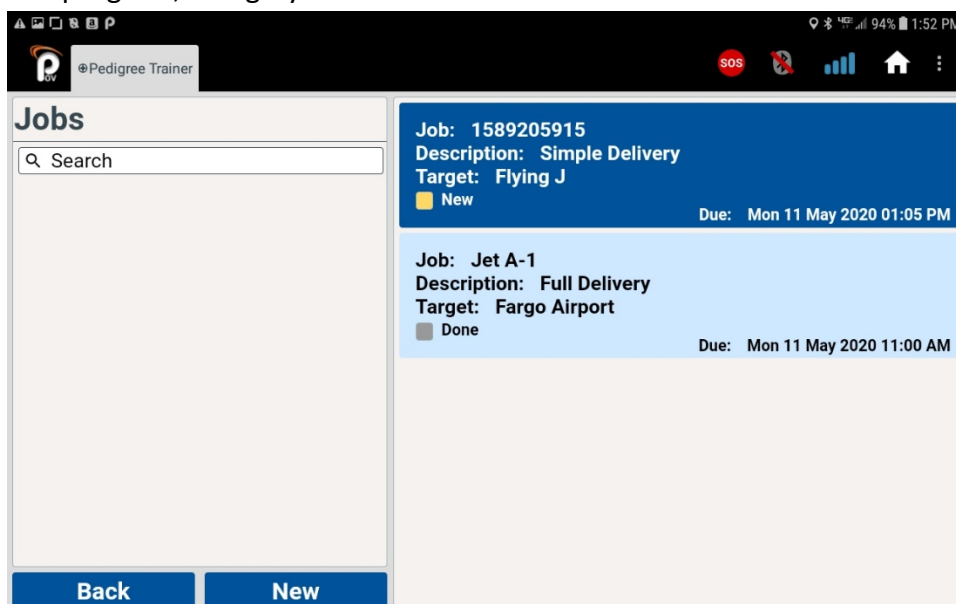 94% 1:52 PM
POV
Pedigree Trainer
SOS
Jobs
Search
Job: 1589205915
Description: Simple Delivery
Target: Flying J
New
Due: Mon 11 May 2020 01:05 PM
Job: Jet A-1
Description: Full Delivery
Target: Fargo Airport
Done
Due: Mon 11 May 2020 11:00 AM
Back
New